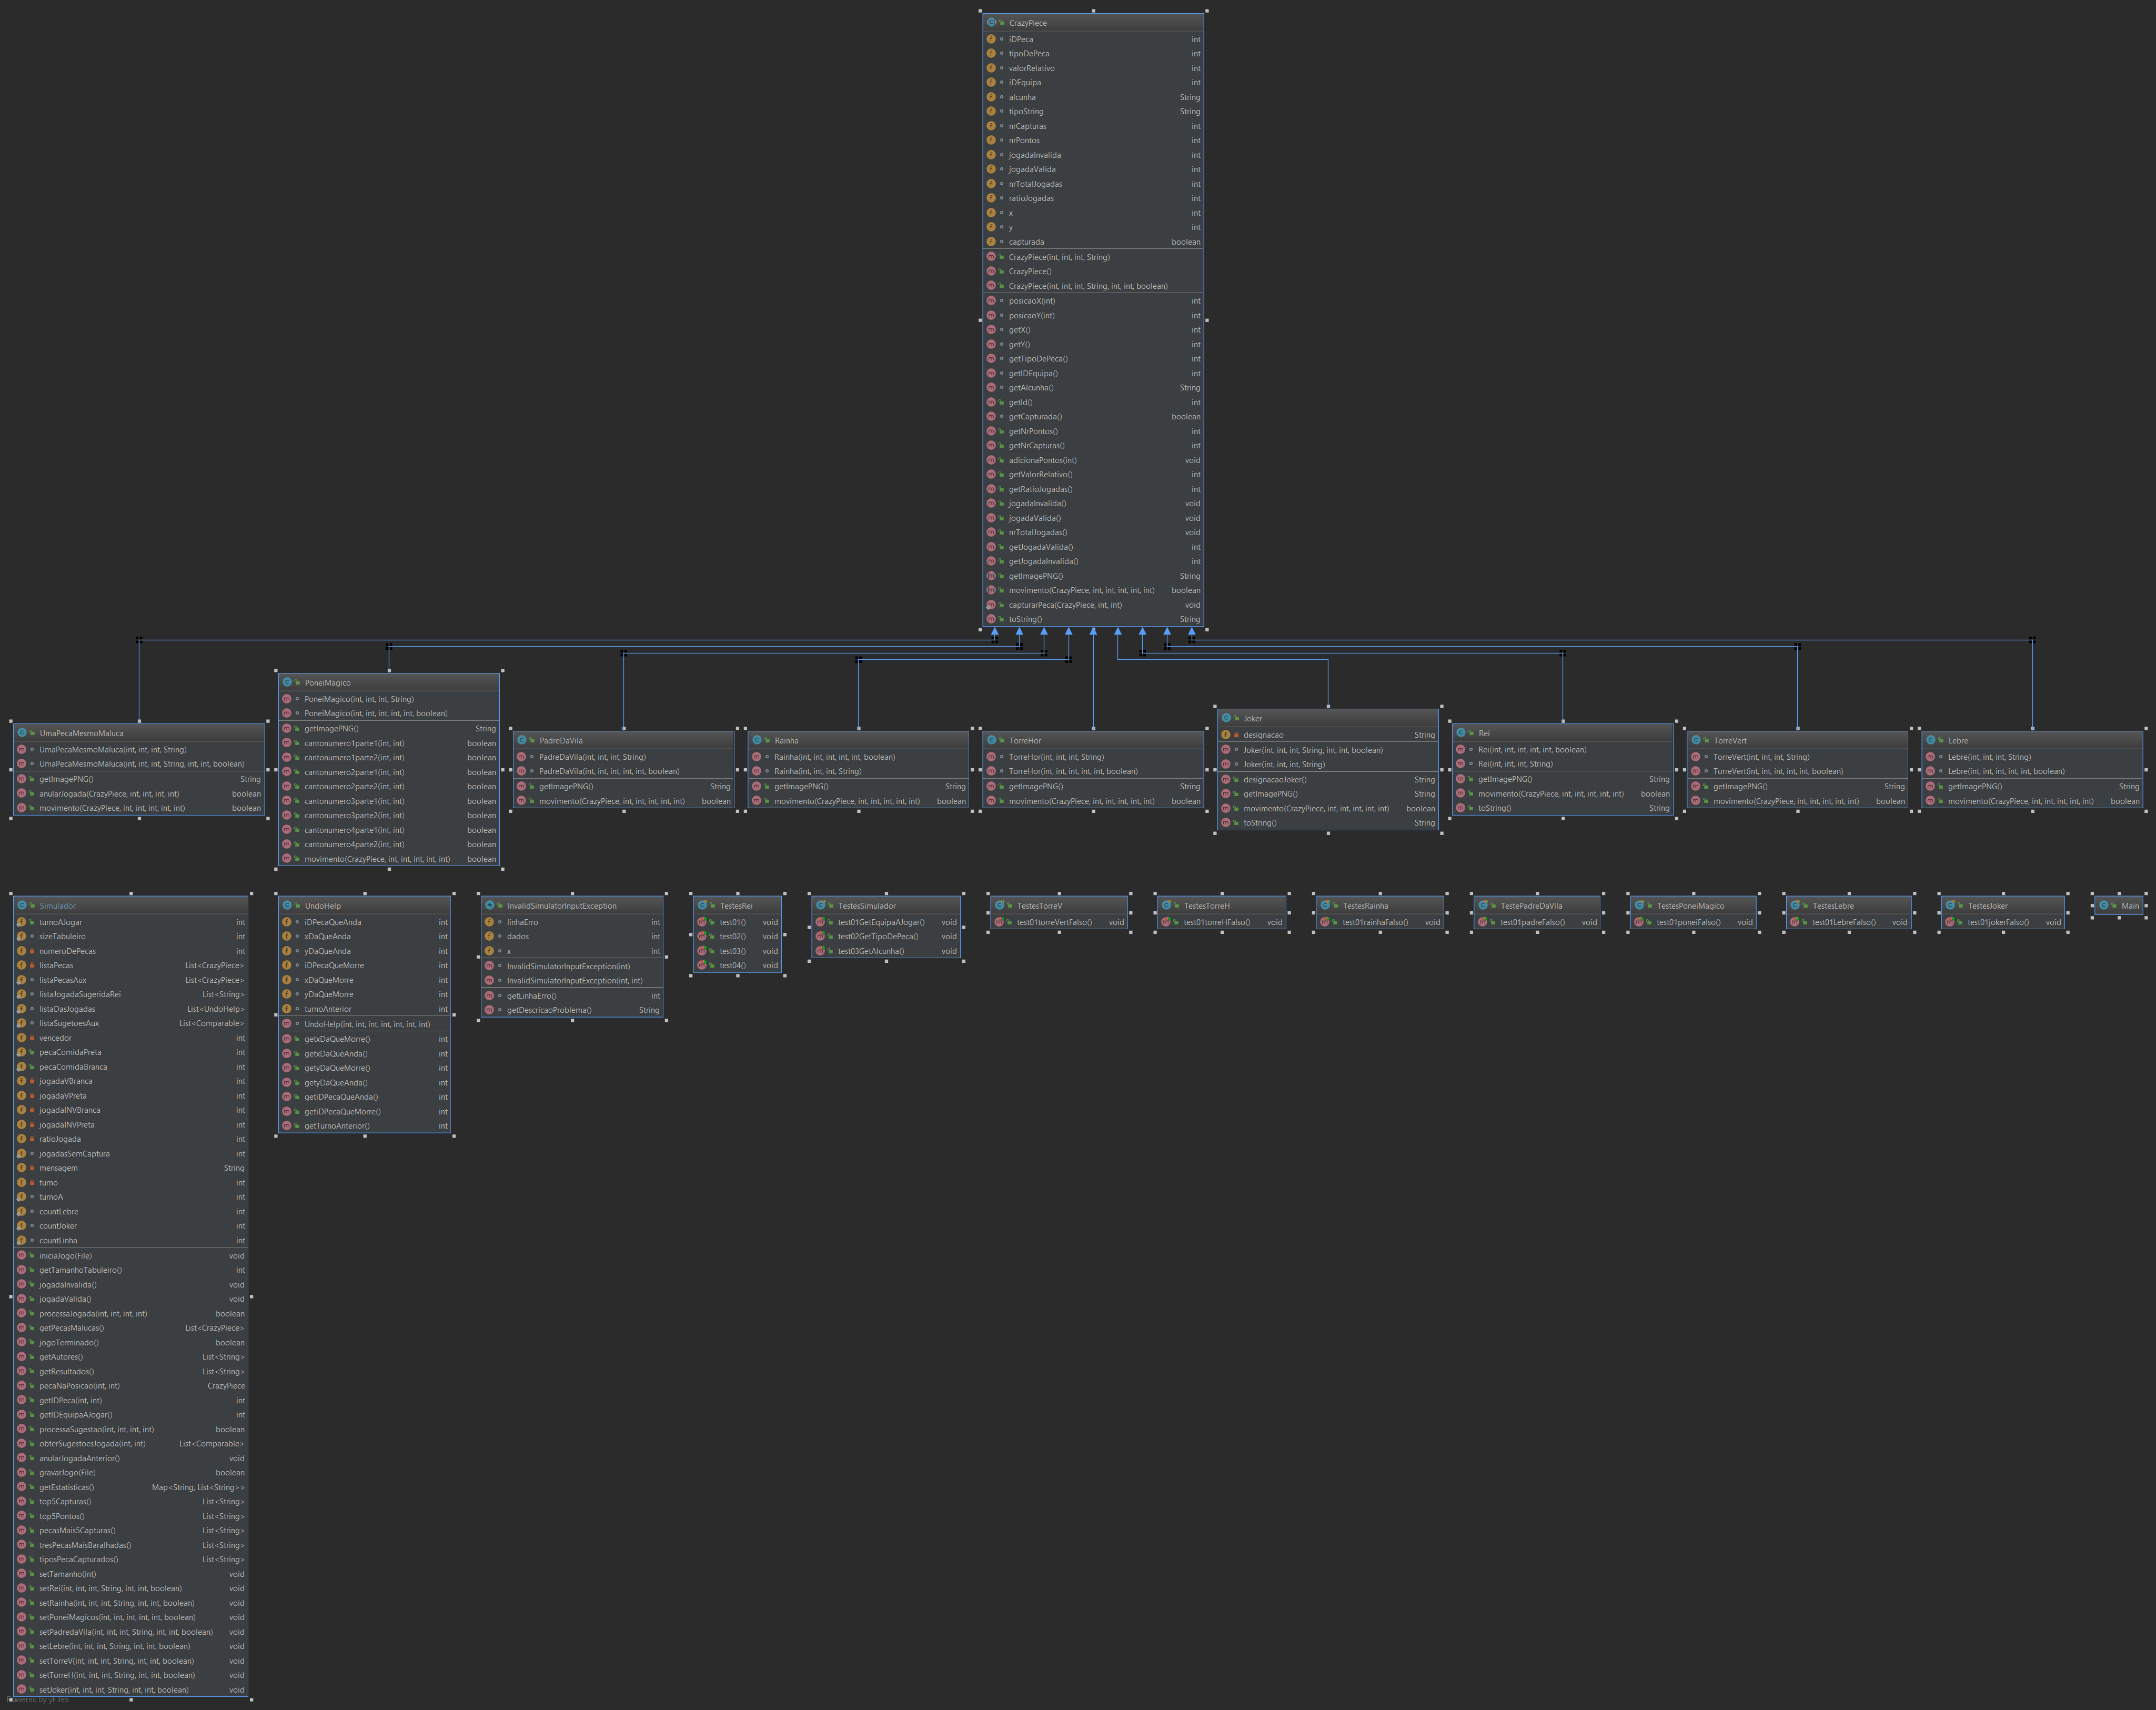 CrazyPiece
iDPeca int
tipoDePeca int
valorRelativo int
iDEquipa int
alcunha String
tipoString String
nrCapturas int
nrPontos int
jogadaInvalida int
jogadaValida int
nrTotalJogadas int
ratioJogadas int
x int
y int
capturada boolean
CrazyPiece(int, int, int, String)
CrazyPiece()
CrazyPiece(int, int, int, String, int, int, boolean)
posicaoX(int) int
posicaoY(int) int
getX() int
getY() int
getTipoDePeca() int
getIDEquipa() int
getAlcunha() String
getId() int
getCapturada() boolean
getNrPontos() int
getNrCapturas() int
adicionaPontos(int) void
getValorRelativo() int
getRatioJogadas() int
jogadaInvalida() void
jogadaValida() void
nrTotalJogadas() void
getJogadaValida() int
getJogadaInvalida() int
getImagePNG() String
movimento(CrazyPiece, int, int, int, int, int) boolean
capturarPeca(CrazyPiece, int, int) void
toString() String
UmaPecaMesmoMaluca
UmaPecaMesmoMaluca(int, int, int, String)
UmaPecaMesmoMaluca(int, int, int, String, int, int, boolean)
getImagePNG() String
anularJogada(CrazyPiece, int, int, int, int) boolean
movimento(CrazyPiece, int, int, int, int, int) boolean
PoneiMagico
PoneiMagico(int, int, int, String)
PoneiMagico(int, int, int, int, int, boolean)
getImagePNG() String
cantonumero1parte1(int, int) boolean
cantonumero1parte2(int, int) boolean
cantonumero2parte1(int, int) boolean
cantonumero2parte2(int, int) boolean
cantonumero3parte1(int, int) boolean
cantonumero3parte2(int, int) boolean
cantonumero4parte1(int, int) boolean
cantonumero4parte2(int, int) boolean
movimento(CrazyPiece, int, int, int, int, int) boolean
PadreDaVila
PadreDaVila(int, int, int, String)
PadreDaVila(int, int, int, int, int, boolean)
getImagePNG() String
movimento(CrazyPiece, int, int, int, int, int) boolean
Rainha
Rainha(int, int, int, int, int, boolean)
Rainha(int, int, int, String)
getImagePNG() String
movimento(CrazyPiece, int, int, int, int, int) boolean
TorreHor
TorreHor(int, int, int, String)
TorreHor(int, int, int, int, int, boolean)
getImagePNG() String
movimento(CrazyPiece, int, int, int, int, int) boolean
Joker
designacao String
Joker(int, int, int, String, int, int, boolean)
Joker(int, int, int, String)
designacaoJoker() String
getImagePNG() String
movimento(CrazyPiece, int, int, int, int, int) boolean
toString() String
Rei
Rei(int, int, int, int, int, boolean)
Rei(int, int, int, String)
getImagePNG() String
movimento(CrazyPiece, int, int, int, int, int) boolean
toString() String
TorreVert
TorreVert(int, int, int, String)
TorreVert(int, int, int, int, int, boolean)
getImagePNG() String
movimento(CrazyPiece, int, int, int, int, int) boolean
Lebre
Lebre(int, int, int, String)
Lebre(int, int, int, int, int, boolean)
getImagePNG() String
movimento(CrazyPiece, int, int, int, int, int) boolean
Simulador
turnoAJogar int
sizeTabuleiro int
numeroDePecas int
listaPecas List<CrazyPiece>
listaPecasAux List<CrazyPiece>
listaJogadaSugeridaRei List<String>
listaDasJogadas List<UndoHelp>
listaSugetoesAux List<Comparable>
vencedor int
pecaComidaPreta int
pecaComidaBranca int
jogadaVBranca int
jogadaVPreta int
jogadaINVBranca int
jogadaINVPreta int
ratioJogada int
jogadasSemCaptura int
mensagem String
turno int
turnoA int
countLebre int
countJoker int
countLinha int
iniciaJogo(File) void
getTamanhoTabuleiro() int
jogadaInvalida() void
jogadaValida() void
processaJogada(int, int, int, int) boolean
getPecasMalucas() List<CrazyPiece>
jogoTerminado() boolean
getAutores() List<String>
getResultados() List<String>
pecaNaPosicao(int, int) CrazyPiece
getIDPeca(int, int) int
getIDEquipaAJogar() int
processaSugestao(int, int, int, int) boolean
obterSugestoesJogada(int, int) List<Comparable>
anularJogadaAnterior() void
gravarJogo(File) boolean
getEstatisticas() Map<String, List<String>>
top5Capturas() List<String>
top5Pontos() List<String>
pecasMais5Capturas() List<String>
tresPecasMaisBaralhadas() List<String>
tiposPecaCapturados() List<String>
setTamanho(int) void
setRei(int, int, int, String, int, int, boolean) void
setRainha(int, int, int, String, int, int, boolean) void
setPoneiMagicos(int, int, int, int, int, boolean) void
setPadredaVila(int, int, int, String, int, int, boolean) void
setLebre(int, int, int, String, int, int, boolean) void
setTorreV(int, int, int, String, int, int, boolean) void
setTorreH(int, int, int, String, int, int, boolean) void
setJoker(int, int, int, String, int, int, boolean) void
UndoHelp
iDPecaQueAnda int
xDaQueAnda int
yDaQueAnda int
iDPecaQueMorre int
xDaQueMorre int
yDaQueMorre int
turnoAnterior int
UndoHelp(int, int, int, int, int, int, int)
getxDaQueMorre() int
getxDaQueAnda() int
getyDaQueMorre() int
getyDaQueAnda() int
getiDPecaQueAnda() int
getiDPecaQueMorre() int
getTurnoAnterior() int
InvalidSimulatorInputException
linhaErro int
dados int
x int
InvalidSimulatorInputException(int)
InvalidSimulatorInputException(int, int)
getLinhaErro() int
getDescricaoProblema() String
TestesRei
test01() void
test02() void
test03() void
test04() void
TestesSimulador
test01GetEquipaAJogar() void
test02GetTipoDePeca() void
test03GetAlcunha() void
TestesTorreV
test01torreVertFalso() void
TestesTorreH
test01torreHFalso() void
TestesRainha
test01rainhaFalso() void
TestePadreDaVila
test01padreFalso() void
TestesPoneiMagico
test01poneiFalso() void
TestesLebre
test01LebreFalso() void
TestesJoker
test01jokerFalso() void
Main
Powered by yFiles